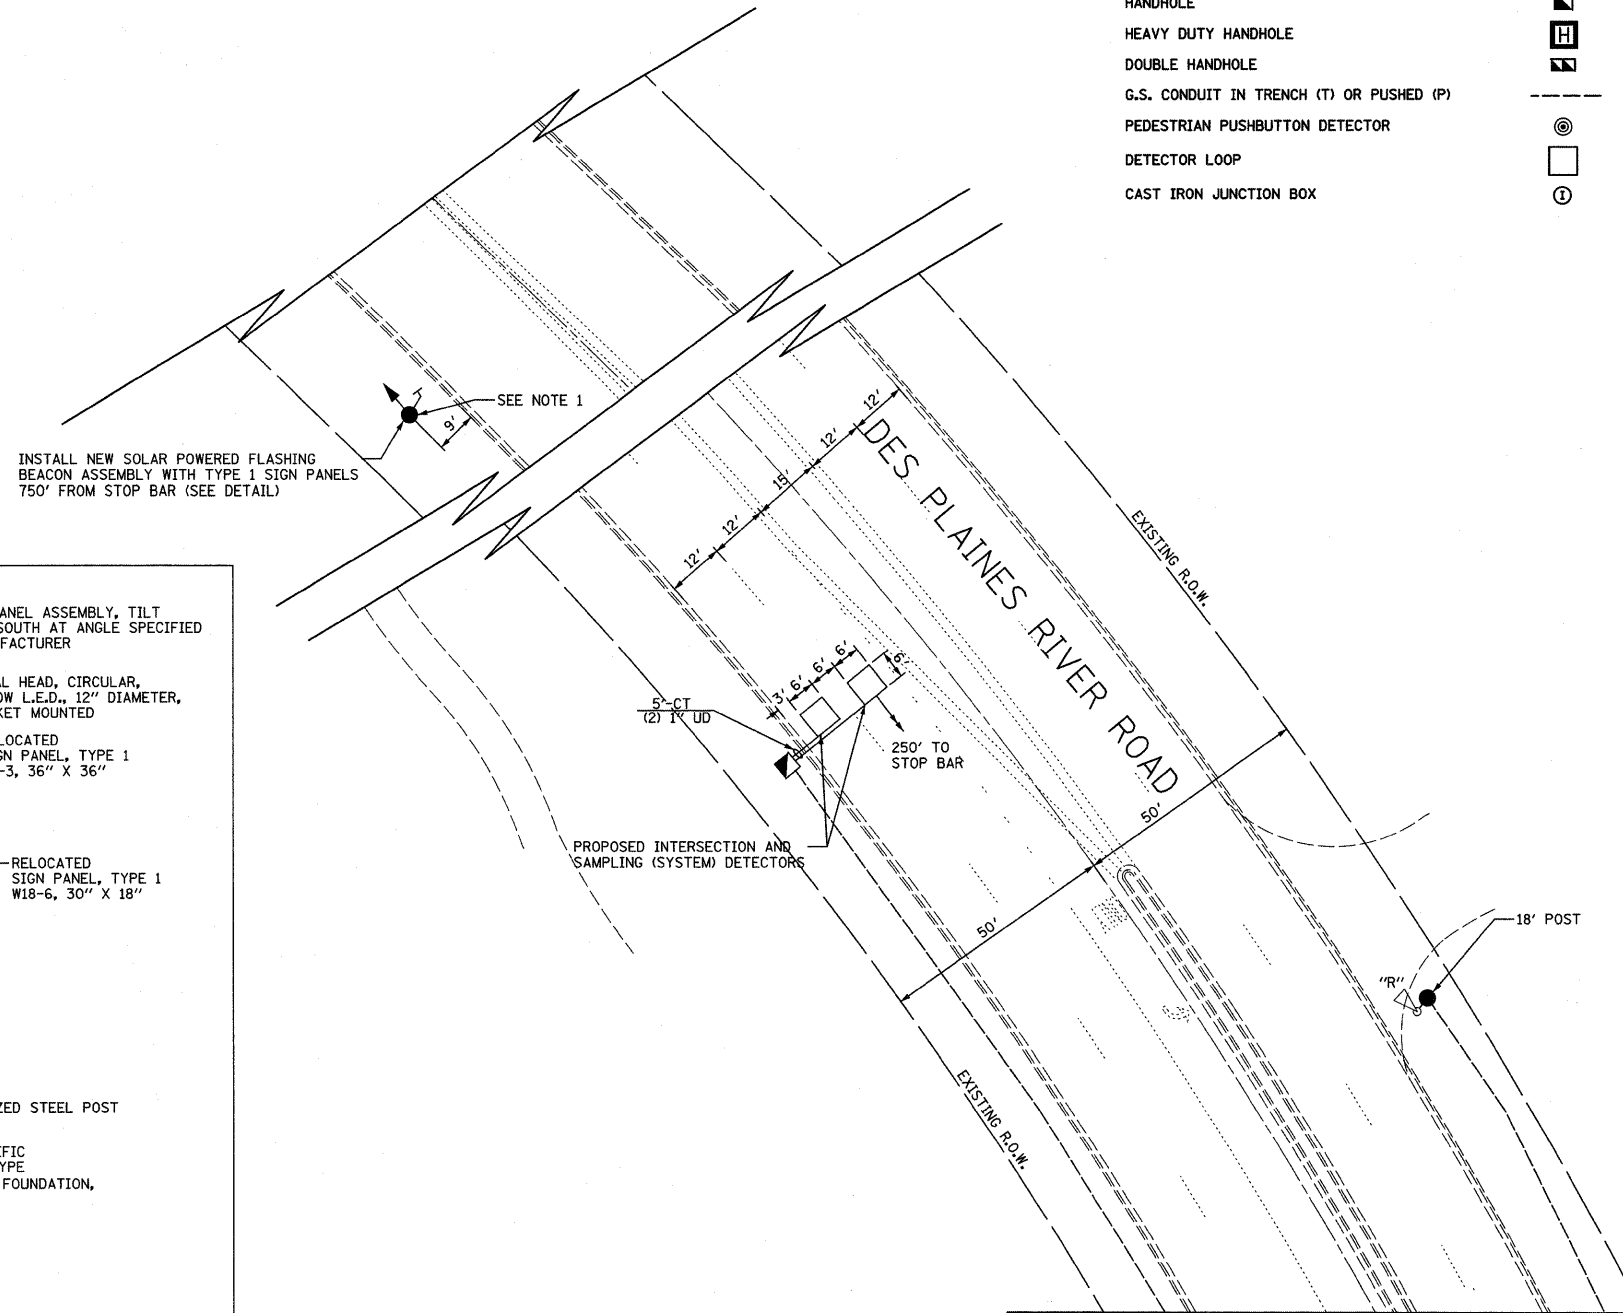 HANDHOLE
HEAVY DUTY HANDHOLE
H
DOUBLE HANDHOLE
G.S. CONDUIT IN TRENCH (T) OR PUSHED (P)
PEDESTRIAN PUSHBUTTON DETECTOR
DETECTOR LOOP
CAST IRON JUNCTION BOX
I
SEE NOTE 1
9'
INSTALL NEW SOLAR POWERED FLASHING
BEACON ASSEMBLY WITH TYPE 1 SIGN PANELS
750' FROM STOP BAR (SEE DETAIL)
12'
12'
15'
12'
12'
DES PLAINES RIVER ROAD
EXISTING R.O.W.
ANEL ASSEMBLY, TILT
SOUTH AT ANGLE SPECIFIED
FACTURER
AL HEAD, CIRCULAR,
OW L.E.D., 12" DIAMETER,
KET MOUNTED
LOCATED
GN PANEL, TYPE 1
-3, 36" X 36"
RELOCATED
SIGN PANEL, TYPE 1
W18-6, 30" X 18"
ZED STEEL POST
FIC
YPE
FOUNDATION,
3'
6'
6'
6'
6'
5'-CT
(2) 1" UD
250' TO
STOP BAR
PROPOSED INTERSECTION AND
SAMPLING (SYSTEM) DETECTORS
50'
50'
18' POST
"R"
EXISTING R.O.W.